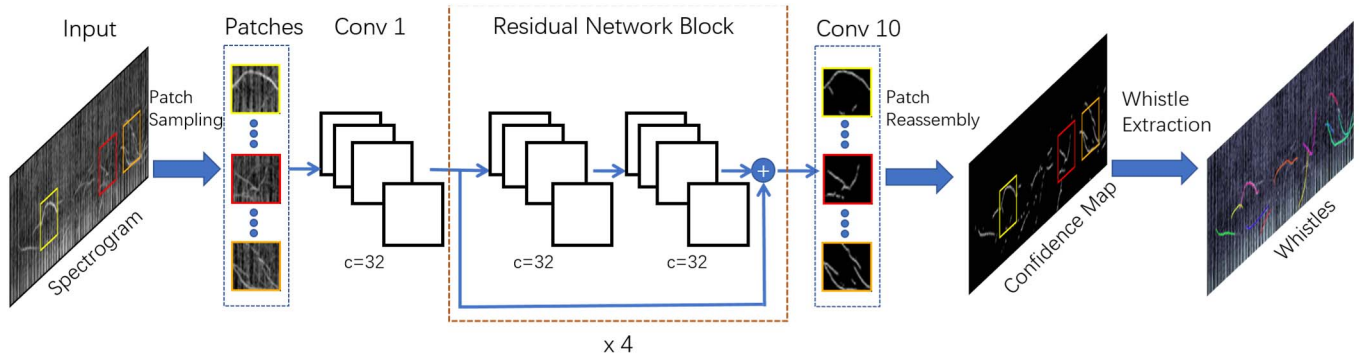 Input
Patches
Conv 1
Residual Network Block
Conv 10
Patch
Sampling
Patch
Reassembly
Whistle
Extraction
Spectrogram
c=32
c=32
c=32
+
Confidence Map
Whistles
x 4